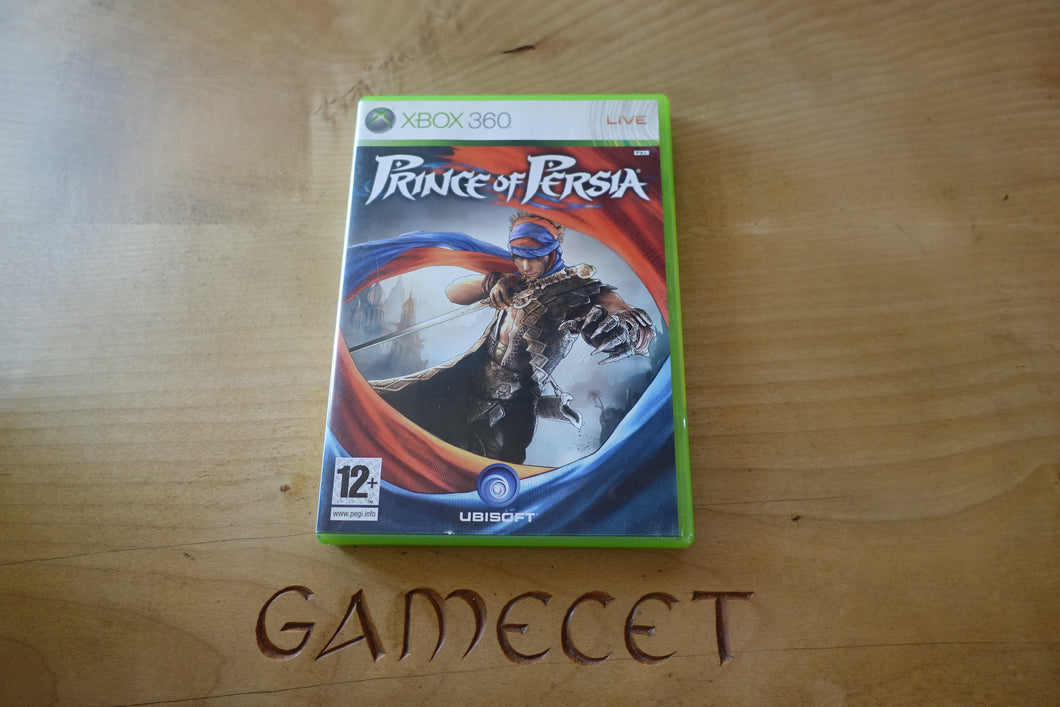 XBOX 360 LIVE
PAL
PRINCE OF PERSIA
12+
www.pegi.info
UBISOFT
GAMECET